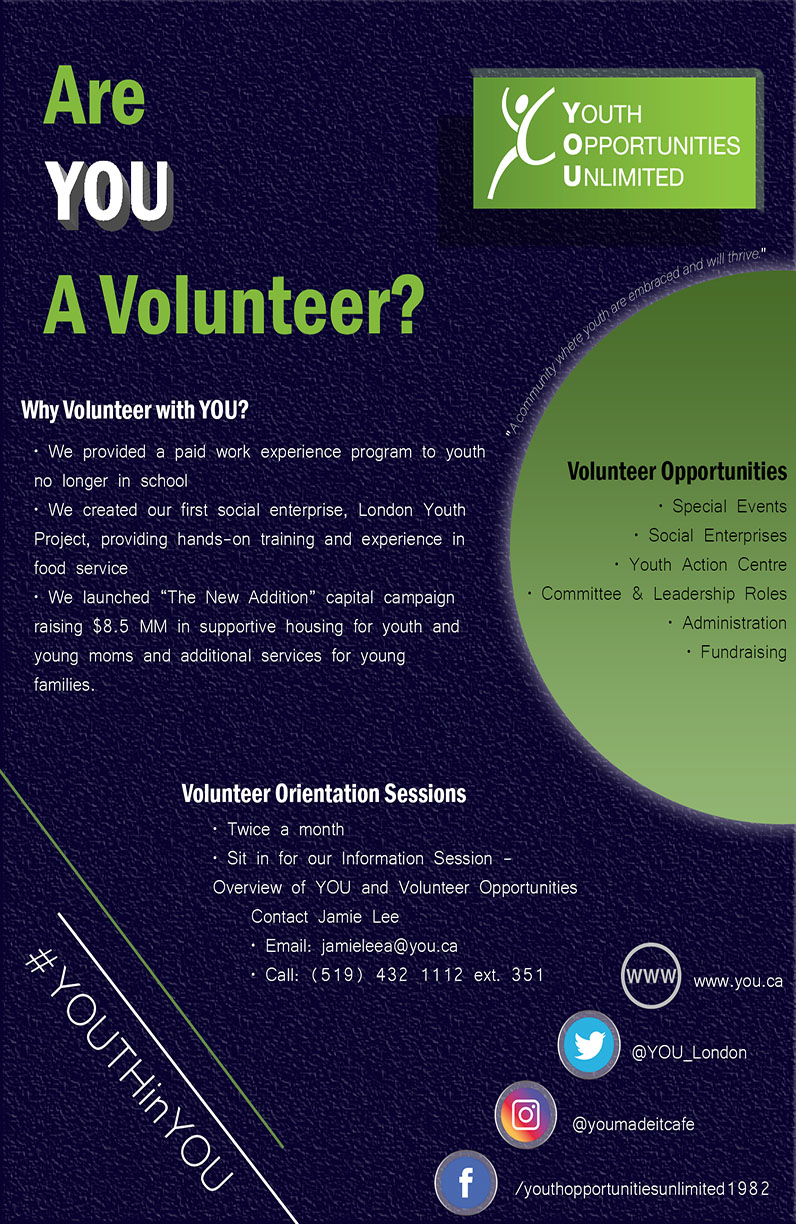 Are
YOU
A Volunteer?
YOUTH
OPPORTUNITIES
UNLIMITED
"A community where youth are embraced and will thrive."
Why Volunteer with YOU?
· We provided a paid work experience program to youth
no longer in school
· We created our first social enterprise, London Youth
Project, providing hands-on training and experience in
food service
· We launched “The New Addition” capital campaign
raising $8.5 MM in supportive housing for youth and
young moms and additional services for young
families.
Volunteer Opportunities
· Special Events
· Social Enterprises
· Youth Action Centre
· Committee & Leadership Roles
· Administration
· Fundraising
Volunteer Orientation Sessions
· Twice a month
· Sit in for our Information Session -
Overview of YOU and Volunteer Opportunities
Contact Jamie Lee
· Email: jamieleea@you.ca
· Call: (519) 432 1112 ext. 351
#YOUTHinYOU
WWW
www.you.ca
@YOU_London
@youmadeitcafe
f
/youthopportunitiesunlimited1982